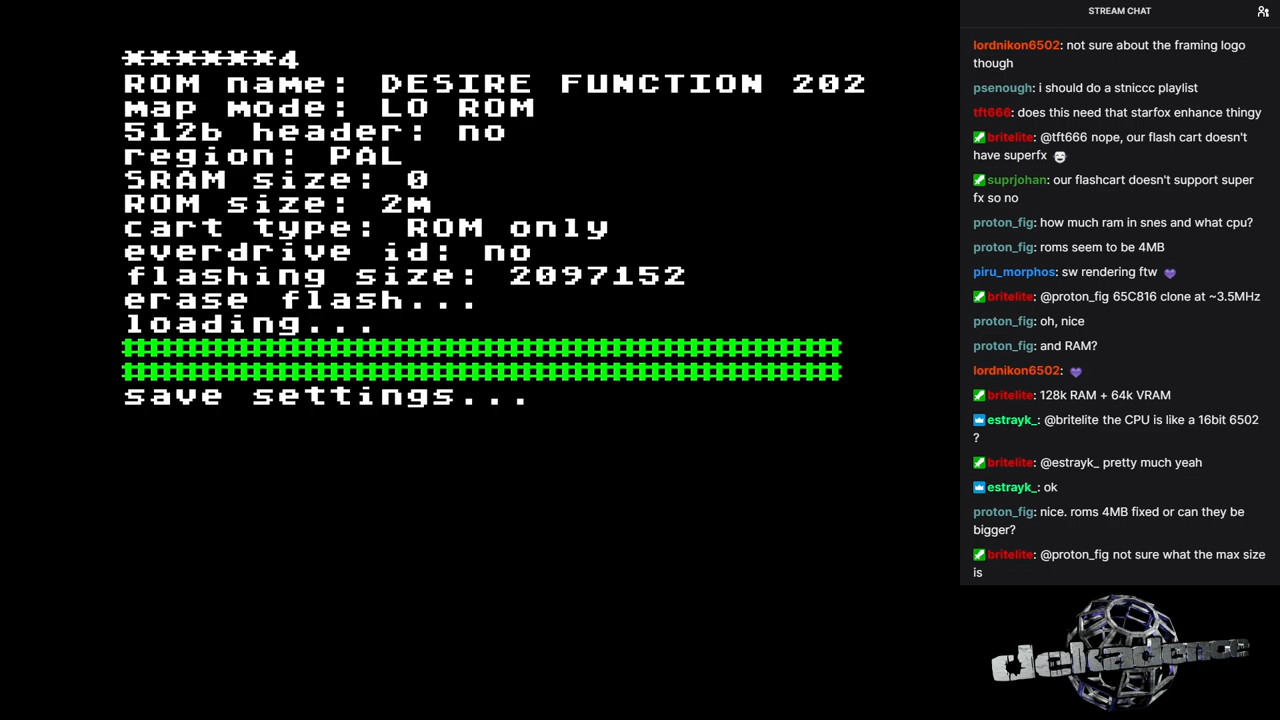 ******4
ROM name: DESIRE FUNCTION 202
map mode: LO ROM
512b header: no
region: PAL
SRAM size: 0
ROM size: 2m
cart type: ROM only
everdrive id: no
flashing size: 2097152
erase flash...
loading...
########################################################
########################################################
save settings...
STREAM CHAT
lordnikon6502: not sure about the framing logo
though
psenough: i should do a stniccc playlist
tft666: does this need that starfox enhance thingy
britelite: @tft666 nope, our flash cart doesn't
have superfx
suprjohan: our flashcart doesn't support super
fx so no
proton_fig: how much ram in snes and what cpu?
proton_fig: roms seem to be 4MB
piru_morphos: sw rendering ftw
britelite: @proton_fig 65C816 clone at ~3.5MHz
proton_fig: oh, nice
proton_fig: and RAM?
lordnikon6502:
britelite: 128k RAM + 64k VRAM
estrayk_: @britelite the CPU is like a 16bit 6502
?
britelite: @estrayk_ pretty much yeah
estrayk_: ok
proton_fig: nice. roms 4MB fixed or can they be
bigger?
britelite: @proton_fig not sure what the max size
is
dekadence